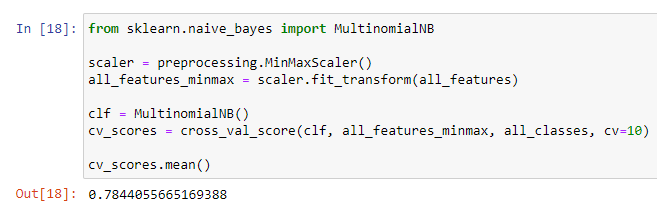 In [18]: from sklearn.naive_bayes import MultinomialNB
scaler = preprocessing.MinMaxScaler()
all_features_minmax = scaler.fit_transform(all_features)
clf = MultinomialNB()
cv_scores = cross_val_score(clf, all_features_minmax, all_classes, cv=10)
cv_scores.mean()
Out[18]: 0.7844055665169388